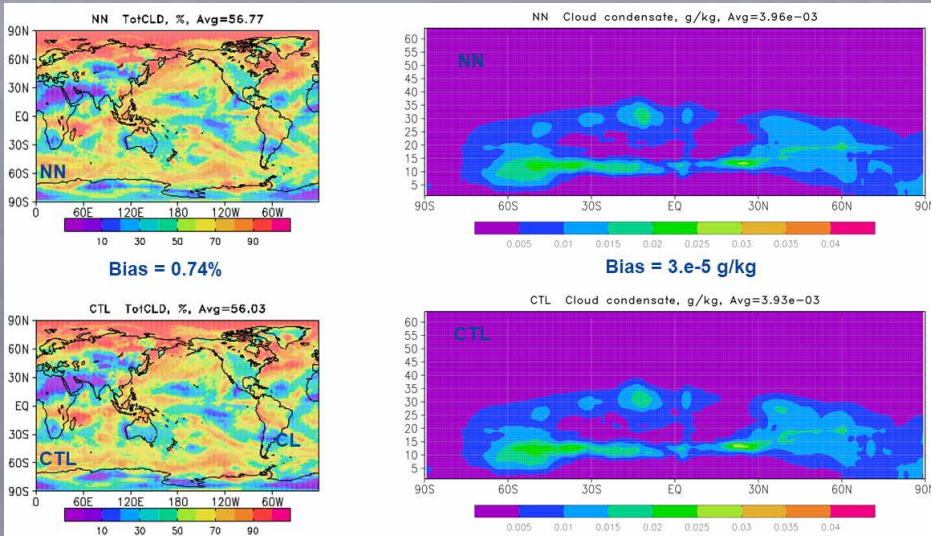 NN TotCLD, %, Avg=56.77
90N
60N
30N
EQ
30S
60S
90S
NN
0 60E 120E 180 120W 60W
10 30 50 70 90
Bias = 0.74%
NN Cloud condensate, g/kg, Avg=3.96e-03
60
55
50
45
40
35
30
25
20
15
10
5
NN
90S 60S 30S EQ 30N 60N 90N
0.005 0.01 0.015 0.02 0.025 0.03 0.035 0.04
Bias = 3.e-5 g/kg
CTL TotCLD, %, Avg=56.03
90N
60N
30N
EQ
30S
60S
90S
CL
CTL
0 60E 120E 180 120W 60W
10 30 50 70 90
CTL Cloud condensate, g/kg, Avg=3.93e-03
60
55
50
45
40
35
30
25
20
15
10
5
CTL
90S 60S 30S EQ 30N 60N 90N
0.005 0.01 0.015 0.02 0.025 0.03 0.035 0.04